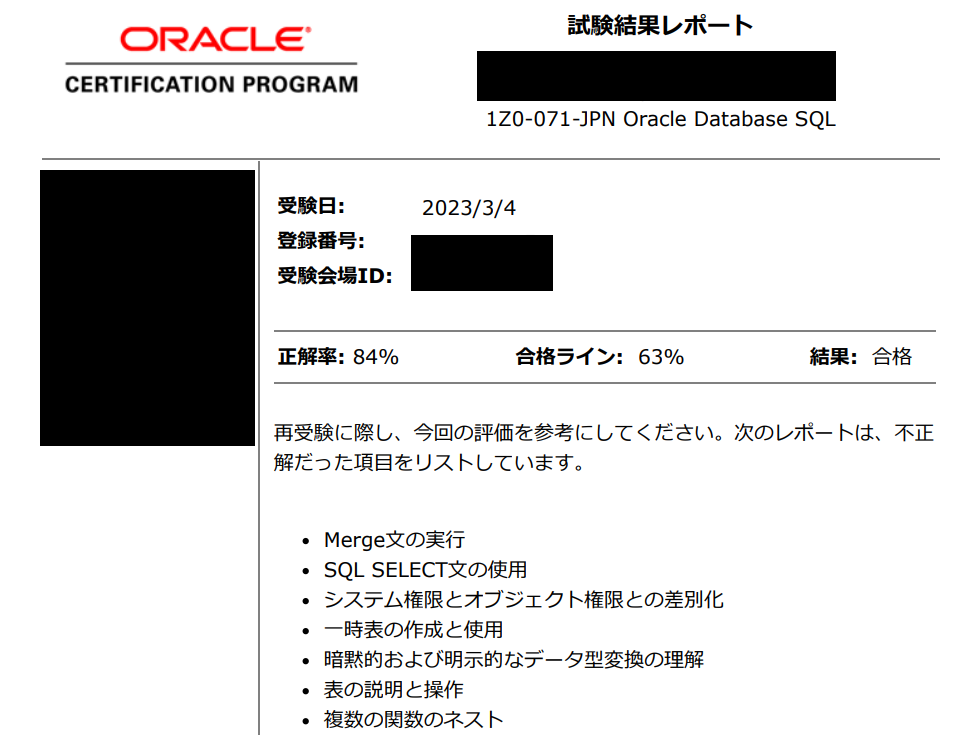 ORACLE®
CERTIFICATION PROGRAM
試験結果レポート
1Z0-071-JPN Oracle Database SQL
受験日: 2023/3/4
登録番号:
受験会場ID:
正解率: 84% 合格ライン: 63% 結果: 合格
再受験に際し、今回の評価を参考にしてください。次のレポートは、不正
解だった項目をリストしています。
• Merge文の実行
• SQL SELECT文の使用
• システム権限とオブジェクト権限との差別化
• 一時表の作成と使用
• 暗黙的および明示的なデータ型変換の理解
• 表の説明と操作
• 複数の関数のネスト